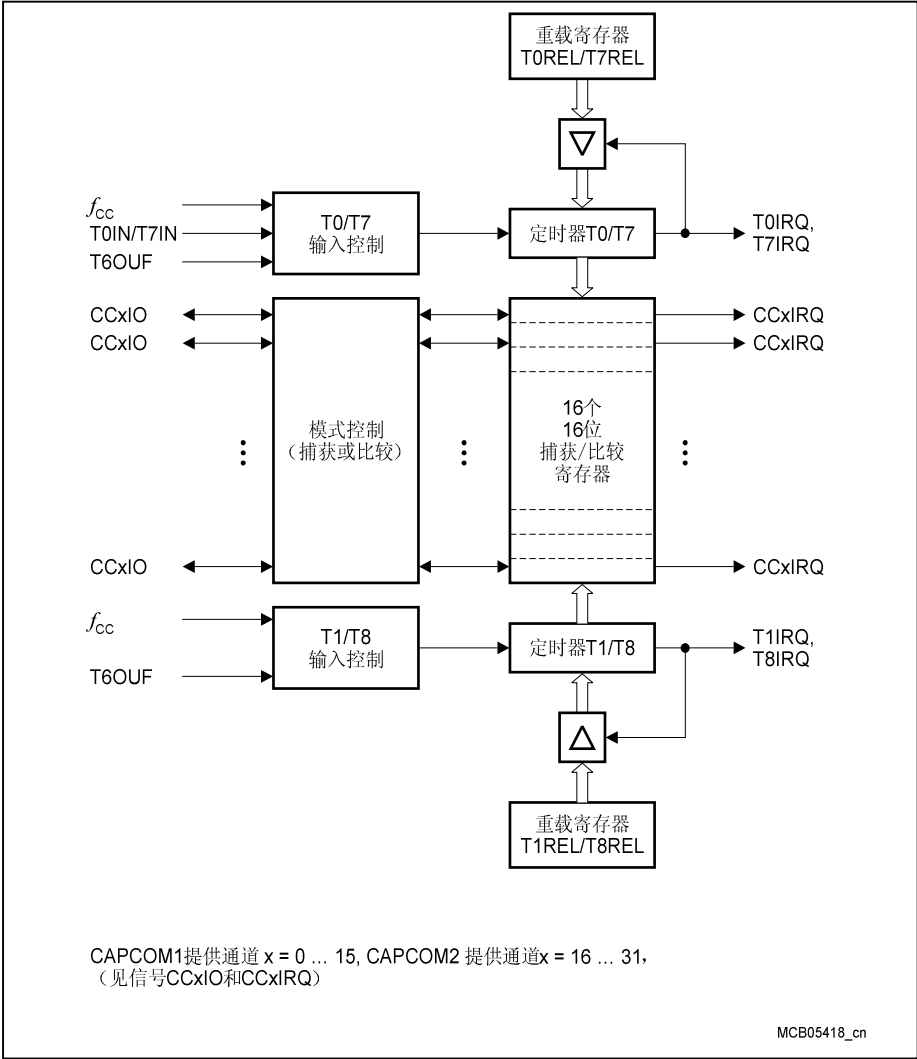 重载寄存器
T0REL/T7REL
fCC
T0IN/T7IN
T6OUF
T0/T7
输入控制
定时器T0/T7
T0IRQ,
T7IRQ
CCxIO
CCxIO
CCxIRQ
CCxIRQ
模式控制
（捕获或比较）
16个
16位
捕获/比较
寄存器
CCxIO
CCxIRQ
fCC
T6OUF
T1/T8
输入控制
定时器T1/T8
T1IRQ,
T8IRQ
重载寄存器
T1REL/T8REL
CAPCOM1提供通道 x = 0 ... 15, CAPCOM2 提供通道x = 16 ... 31，
（见信号CCxIO和CCxIRQ）
MCB05418_cn